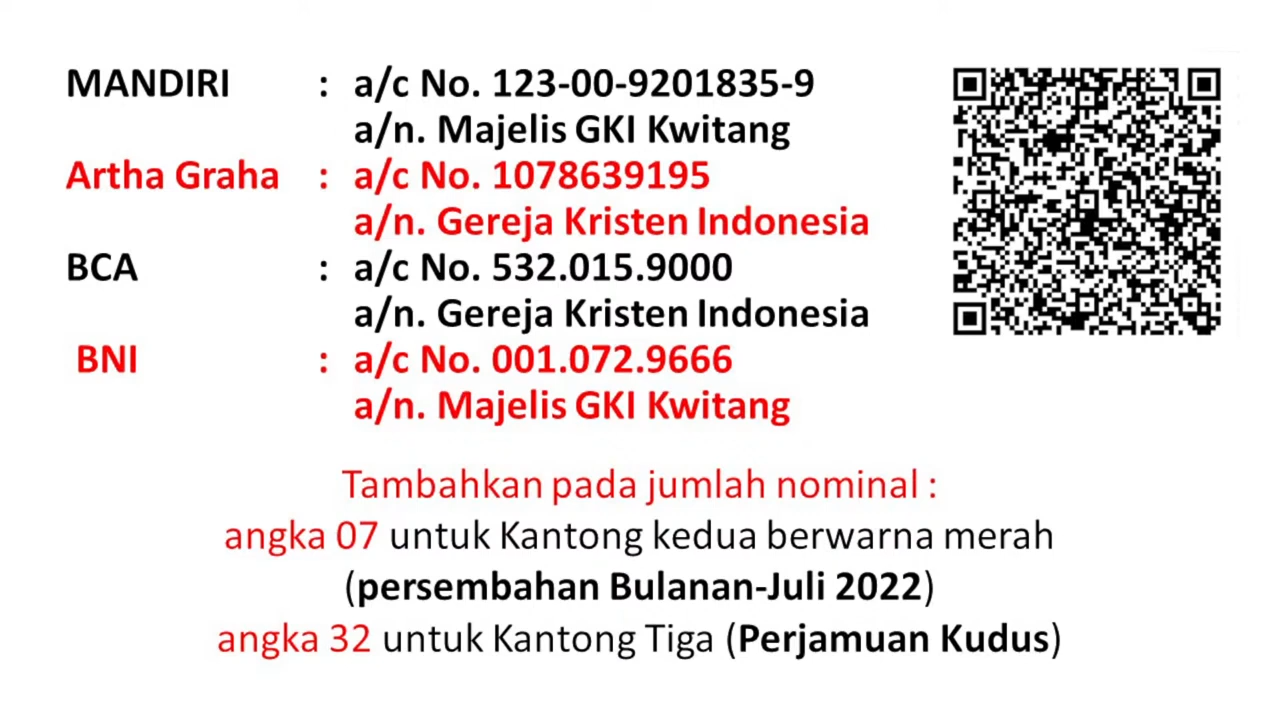 MANDIRI : a/c No. 123-00-9201835-9
a/n. Majelis GKI Kwitang
Artha Graha : a/c No. 1078639195
a/n. Gereja Kristen Indonesia
BCA : a/c No. 532.015.9000
a/n. Gereja Kristen Indonesia
BNI : a/c No. 001.072.9666
a/n. Majelis GKI Kwitang
Tambahkan pada jumlah nominal :
angka 07 untuk Kantong kedua berwarna merah
(persembahan Bulanan-Juli 2022)
angka 32 untuk Kantong Tiga (Perjamuan Kudus)